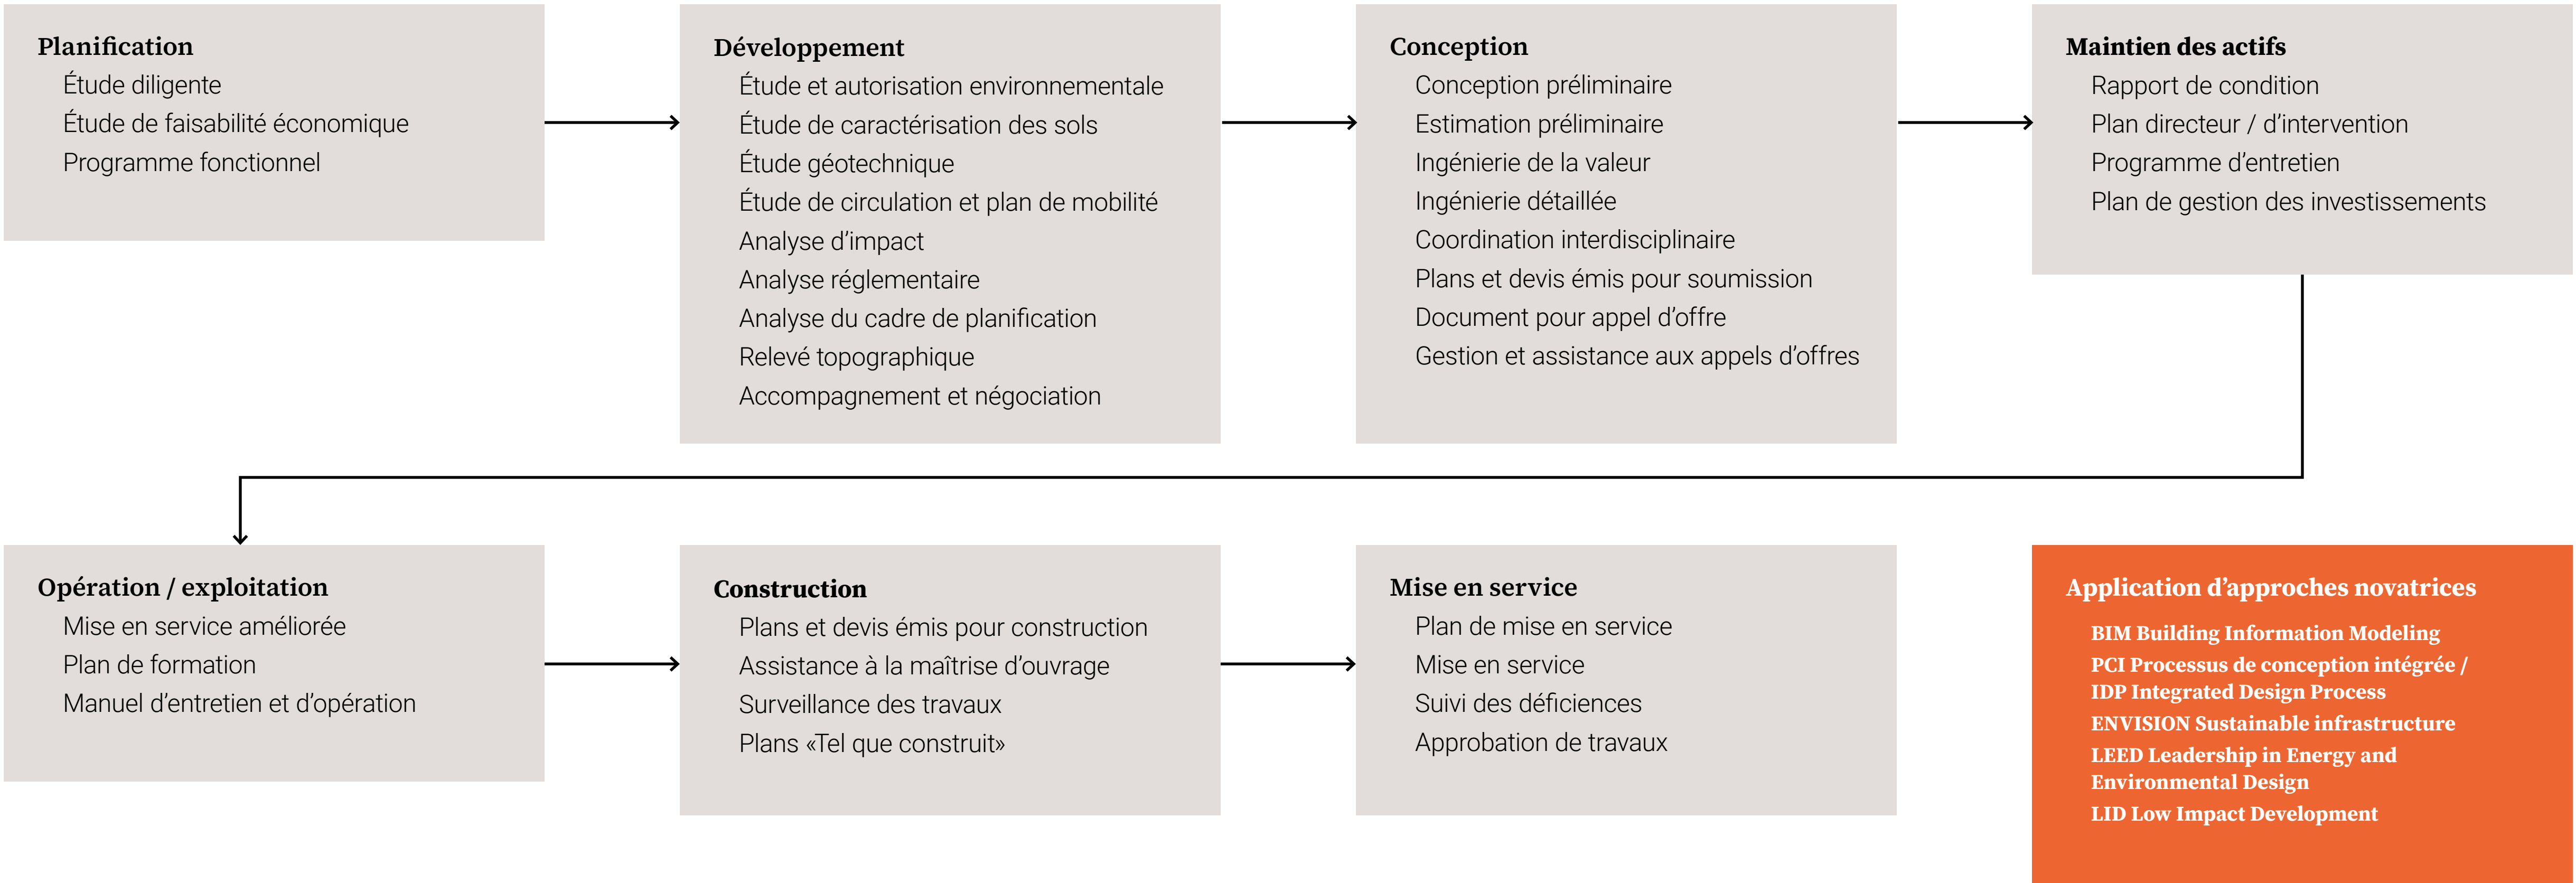 Planification
Étude diligente
Étude de faisabilité économique
Programme fonctionnel
Développement
Étude et autorisation environnementale
Étude de caractérisation des sols
Étude géotechnique
Étude de circulation et plan de mobilité
Analyse d’impact
Analyse réglementaire
Analyse du cadre de planification
Relevé topographique
Accompagnement et négociation
Conception
Conception préliminaire
Estimation préliminaire
Ingénierie de la valeur
Ingénierie détaillée
Coordination interdisciplinaire
Plans et devis émis pour soumission
Document pour appel d’offre
Gestion et assistance aux appels d’offres
Maintien des actifs
Rapport de condition
Plan directeur / d’intervention
Programme d’entretien
Plan de gestion des investissements
Opération / exploitation
Mise en service améliorée
Plan de formation
Manuel d’entretien et d’opération
Construction
Plans et devis émis pour construction
Assistance à la maîtrise d’ouvrage
Surveillance des travaux
Plans «Tel que construit»
Mise en service
Plan de mise en service
Mise en service
Suivi des déficiences
Approbation de travaux
Application d’approches novatrices
BIM Building Information Modeling
PCI Processus de conception intégrée /
IDP Integrated Design Process
ENVISION Sustainable infrastructure
LEED Leadership in Energy and
Environmental Design
LID Low Impact Development